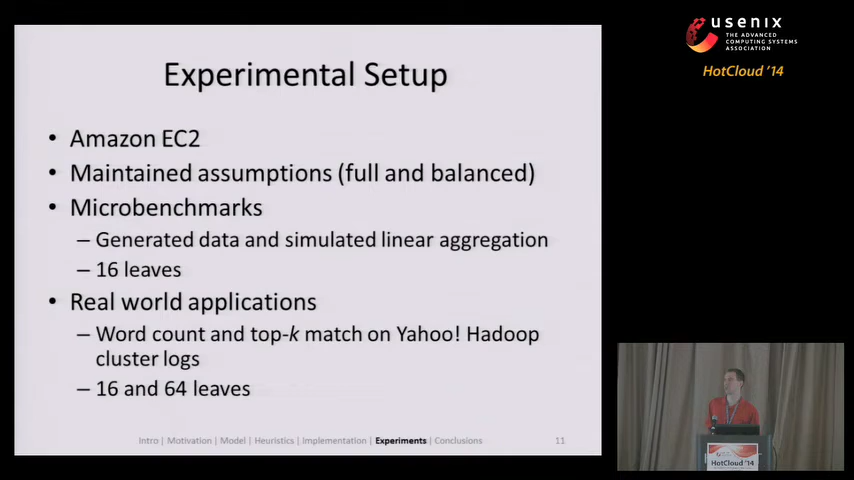 usenix
THE ADVANCED
COMPUTING SYSTEMS
ASSOCIATION
HotCloud '14
Experimental Setup
• Amazon EC2
• Maintained assumptions (full and balanced)
• Microbenchmarks
– Generated data and simulated linear aggregation
– 16 leaves
• Real world applications
– Word count and top-k match on Yahoo! Hadoop
cluster logs
– 16 and 64 leaves
Intro | Motivation | Model | Heuristics | Implementation | Experiments | Conclusions
11
HotCloud '14